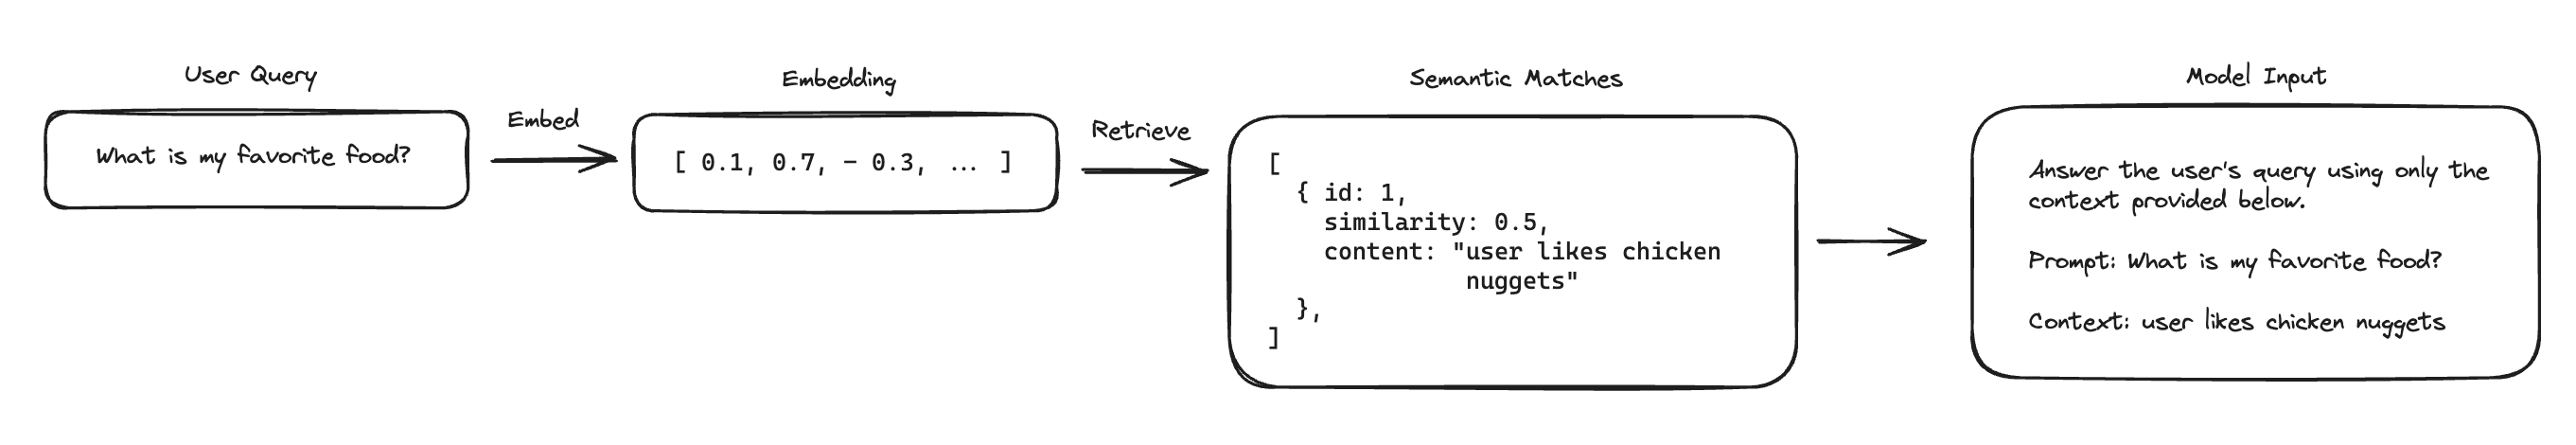 User Query
What is my favorite food?
Embed
Embedding
[ 0.1, 0.7, - 0.3, ... ]
Retrieve
Semantic Matches
[
{ id: 1,
similarity: 0.5,
content: "user likes chicken
nuggets"
},
]
Model Input
Answer the user's query using only the
context provided below.
Prompt: What is my favorite food?
Context: user likes chicken nuggets